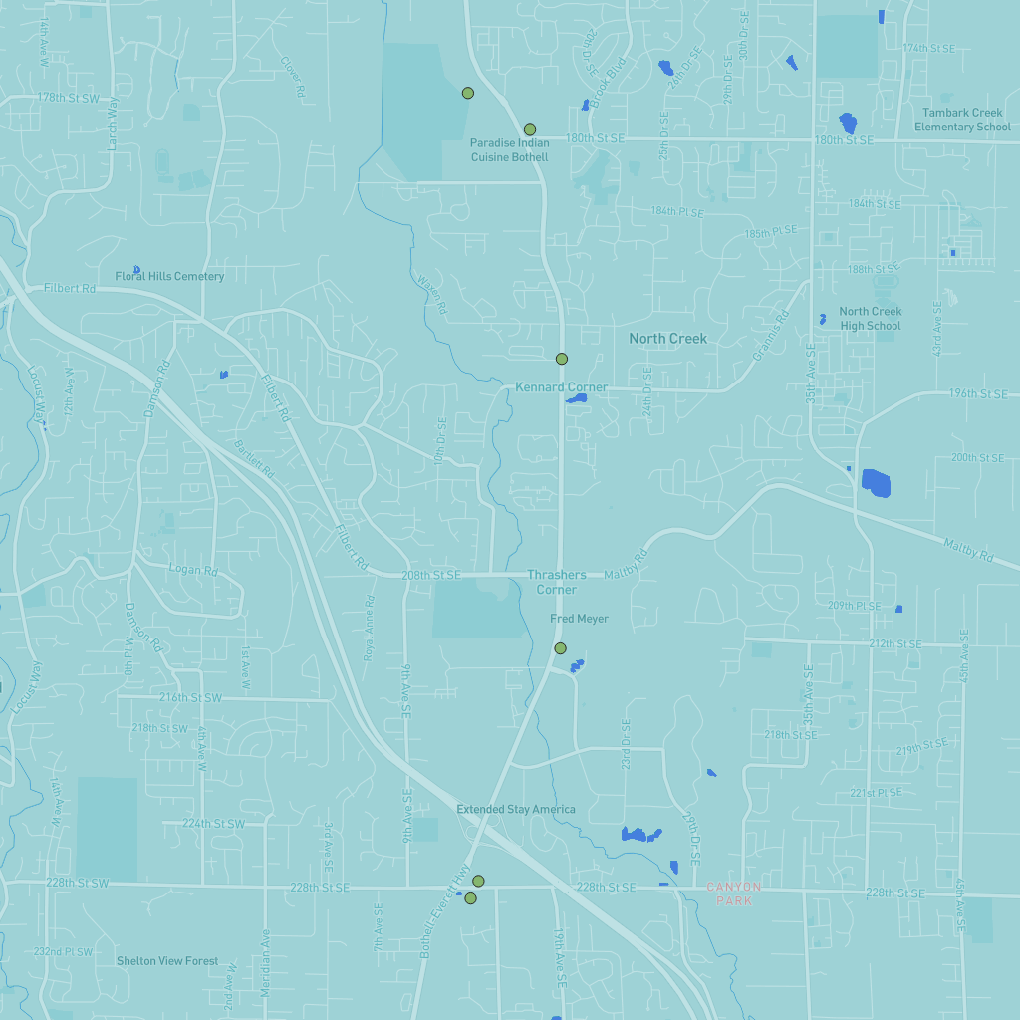 14th Ave W
20th Dr SE
30th Dr SE
174th St SE
Clover Rd
Brook Blvd
26th Dr SE
29th Dr SE
178th St SW
Larch Way
25th Dr SE
Tambark Creek
Elementary School
180th St SE
180th St SE
Paradise Indian
Cuisine Bothell
184th St SE
184th Pl SE
185th Pl SE
Floral Hills Cemetery
188th St SE
Filbert Rd
Waxen Rd
North Creek
High School
North Creek
Grannis Rd
43rd Ave SE
Locust Way
12th Ave W
Damson Rd
Filbert Rd
Kennard Corner
24th Dr SE
35th Ave SE
196th St SE
10th Dr SE
Bartlett Rd
200th St SE
Filbert Rd
Maltby Rd
Logan Rd
208th St SE
Thrashers
Corner
Maltby Rd
Damson Rd
Royal Anne Rd
Fred Meyer
209th Pl SE
212th St SE
6th Pl W
1st Ave W
9th Ave SE
35th Ave SE
45th Ave SE
Locust Way
216th St SW
218th St SW
4th Ave W
23rd Dr SE
218th St SE
219th St SE
14th Ave W
221st Pl SE
Extended Stay America
224th St SW
3rd Ave SE
9th Ave SE
29th Dr SE
228th St SW
228th St SE
228th St SE
CANYON
PARK
228th St SE
45th Ave SE
Bothell-Everett Hwy
7th Ave SE
19th Ave SE
232nd Pl SW
Shelton View Forest
2nd Ave W
Meridian Ave